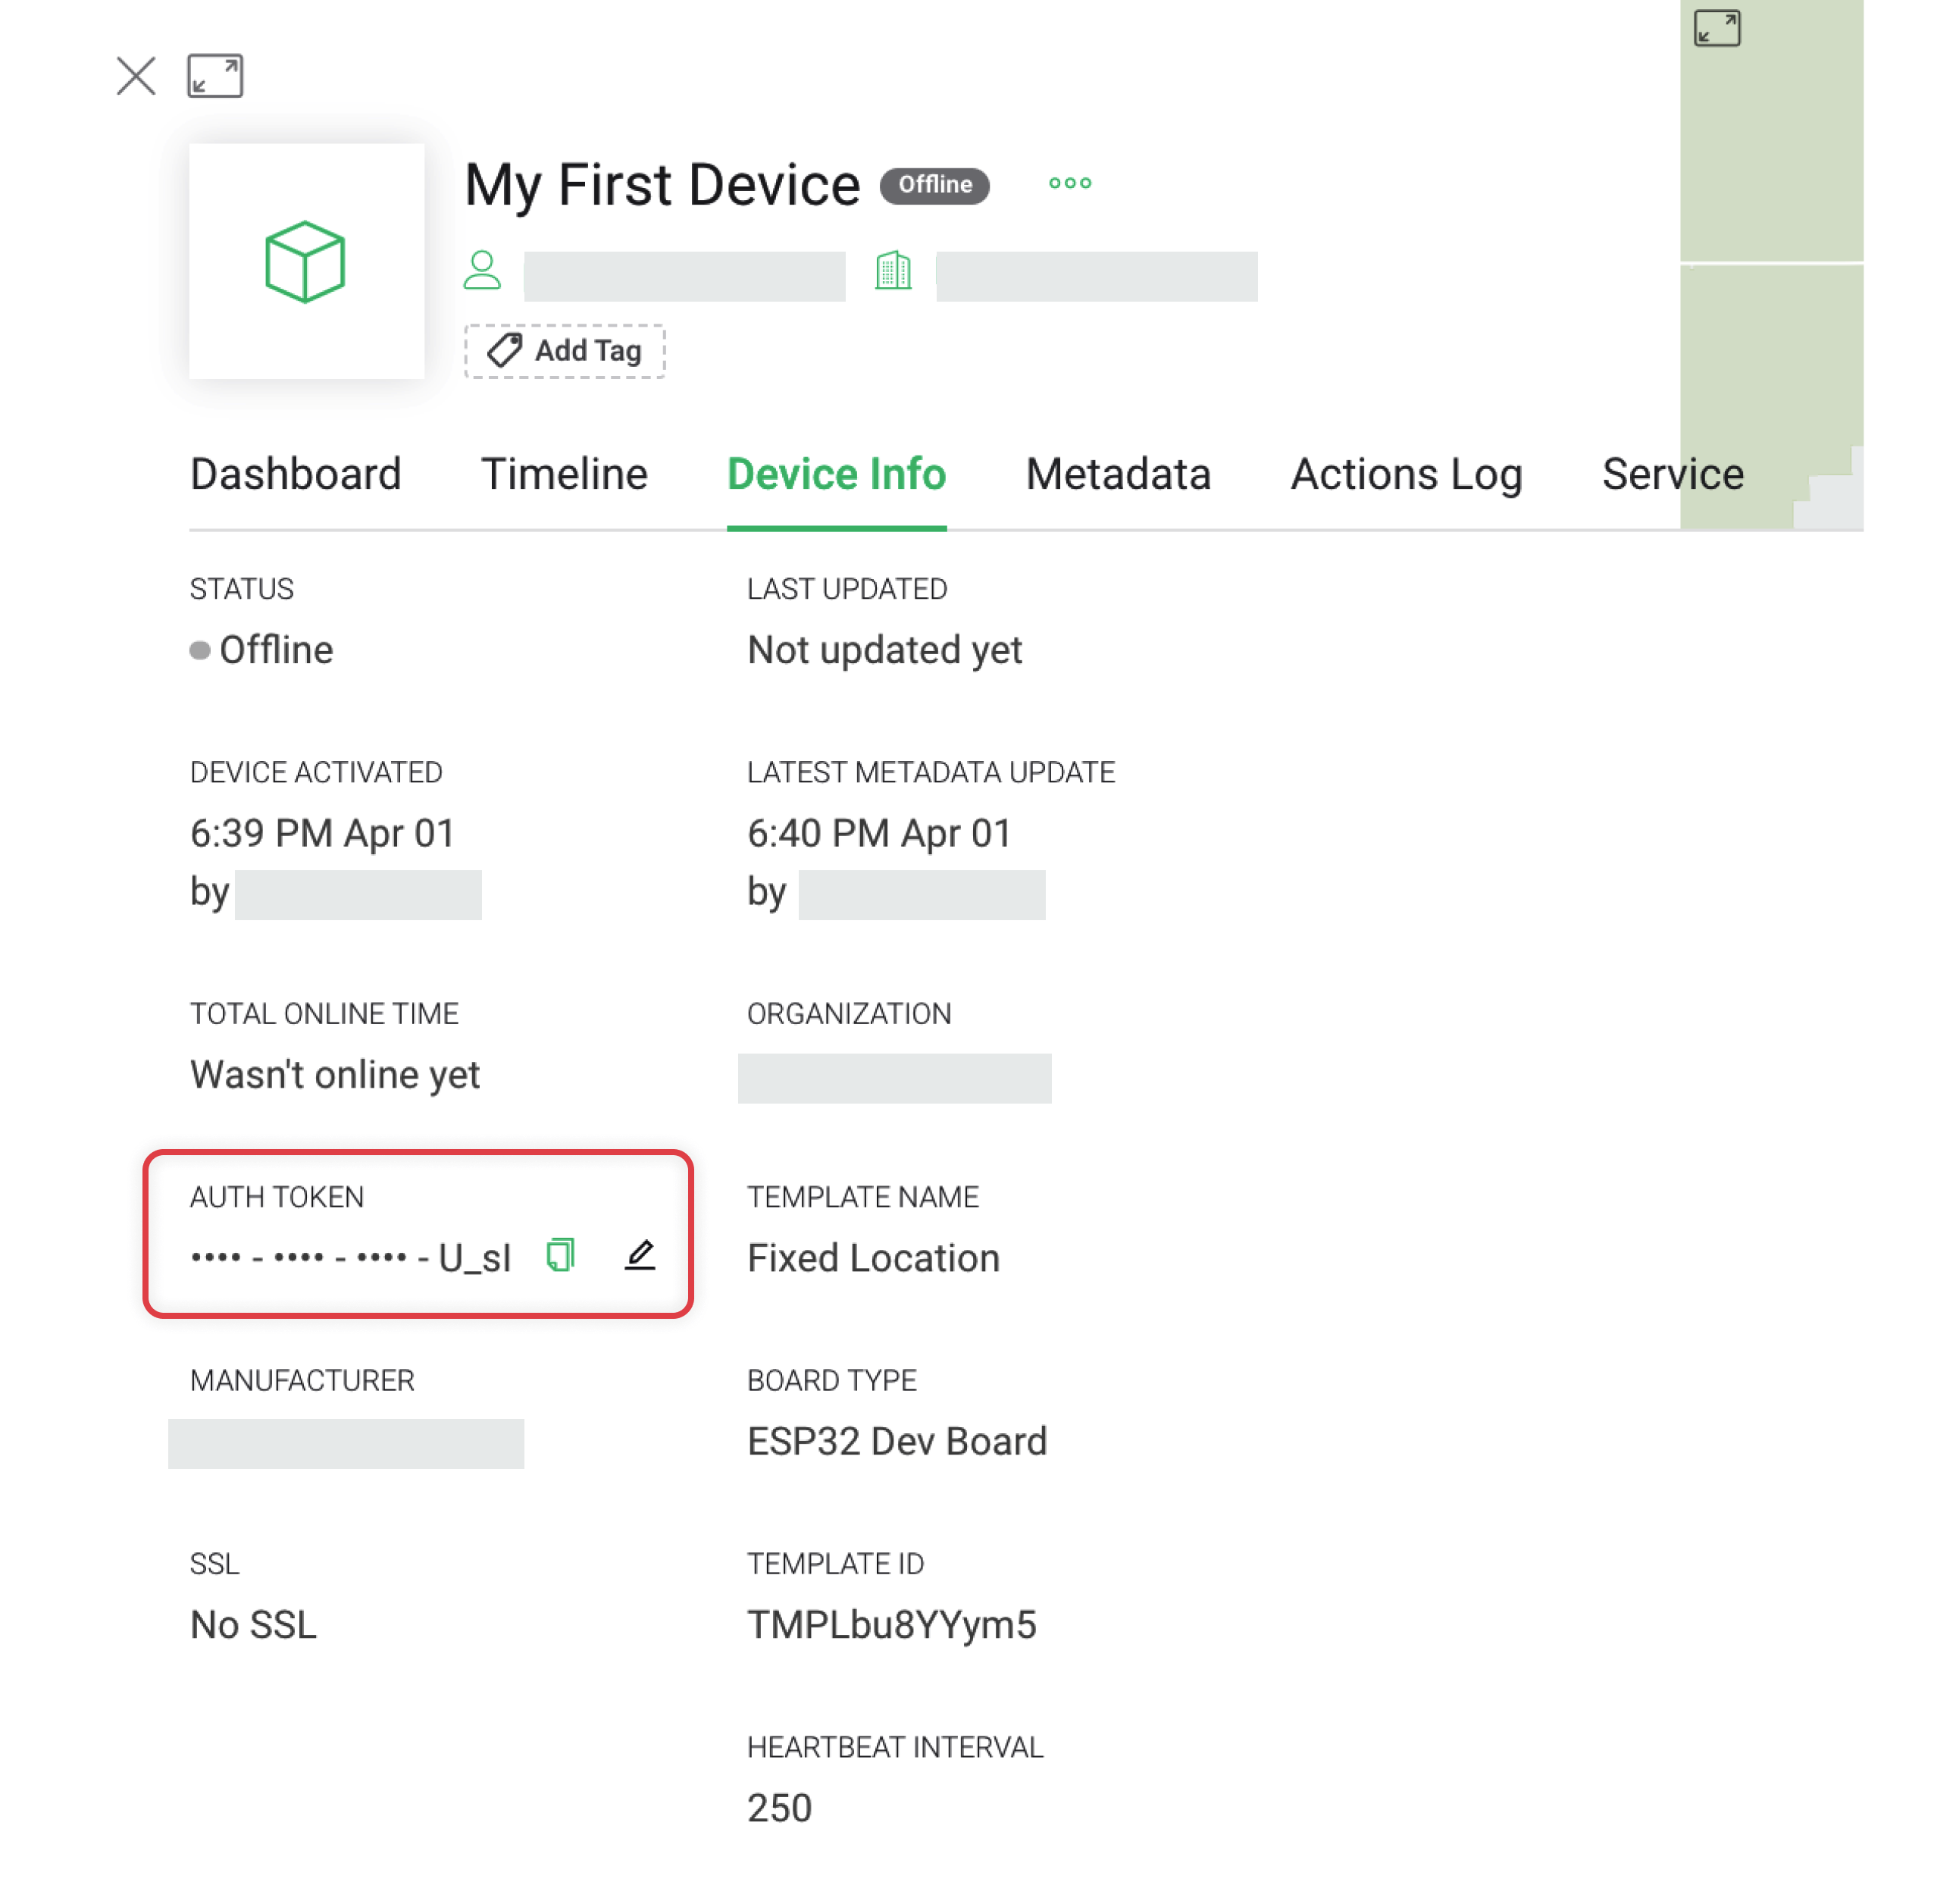 My First Device Offline
Add Tag
Dashboard Timeline Device Info Metadata Actions Log Service
STATUS
Offline
LAST UPDATED
Not updated yet
DEVICE ACTIVATED
6:39 PM Apr 01
by
LATEST METADATA UPDATE
6:40 PM Apr 01
by
TOTAL ONLINE TIME
Wasn't online yet
ORGANIZATION
AUTH TOKEN
•••• - •••• - •••• - U_sI
TEMPLATE NAME
Fixed Location
MANUFACTURER
BOARD TYPE
ESP32 Dev Board
SSL
No SSL
TEMPLATE ID
TMPLbu8YYym5
HEARTBEAT INTERVAL
250